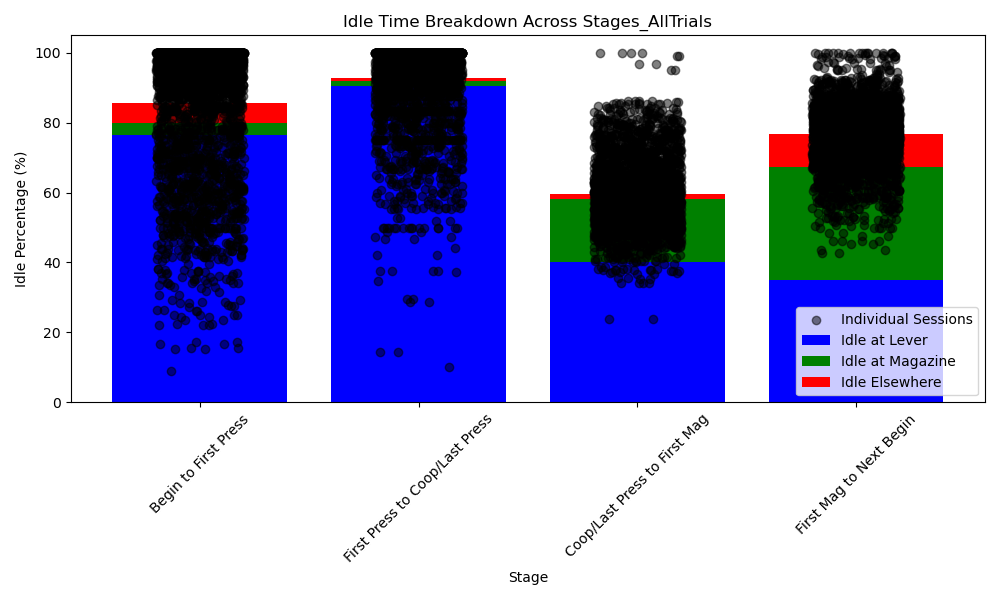 Idle Time Breakdown Across Stages_AllTrials
Idle Percentage (%)
100
80
60
40
20
0
Individual Sessions
Idle at Lever
Idle at Magazine
Idle Elsewhere
Begin to First Press
First Press to Coop/Last Press
Coop/Last Press to First Mag
First Mag to Next Begin
Stage